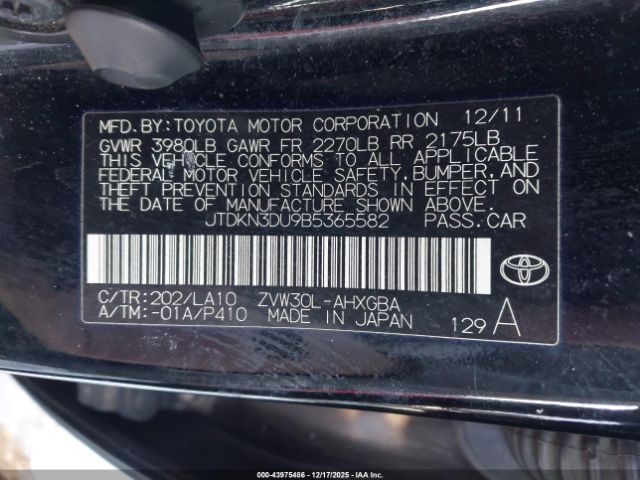 MFD.BY:TOYOTA MOTOR CORPORATION 12/11
GVWR 3980LB GAWR FR 2270LB RR 2175LB
THIS VEHICLE CONFORMS TO ALL APPLICABLE
FEDERAL MOTOR VEHICLE SAFETY,BUMPER,AND
THEFT PREVENTION STANDARDS IN EFFECT ON
THE DATE OF MANUFACTURE SHOWN ABOVE.
JTDKN3DU9B5365582 PASS.CAR
C/TR:202/LA10 ZVW30L-AHXGBA
A/TM:-01A/P410 MADE IN JAPAN 129 A
000-43975486 - 12/17/2025 - IAAI.COM